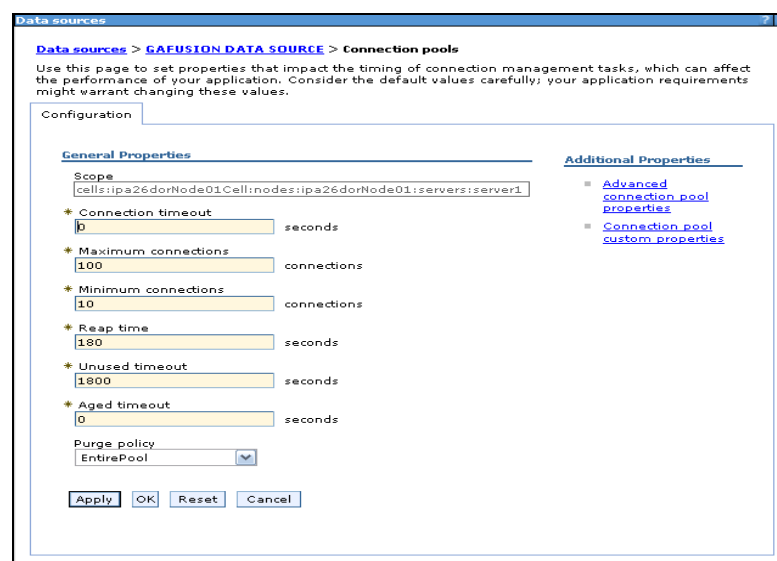 Data sources
?
Data sources > GAFUSION DATA SOURCE > Connection pools
Use this page to set properties that impact the timing of connection management tasks, which can affect
the performance of your application. Consider the default values carefully; your application requirements
might warrant changing these values.
Configuration
General Properties
Scope
cells:ipa26dorNode01Cell:nodes:ipa26dorNode01:servers:server1
* Connection timeout
0 seconds
* Maximum connections
100 connections
* Minimum connections
10 connections
* Reap time
180 seconds
* Unused timeout
1800 seconds
* Aged timeout
0 seconds
Purge policy
EntirePool
Apply OK Reset Cancel
Additional Properties
Advanced
connection pool
properties
Connection pool
custom properties